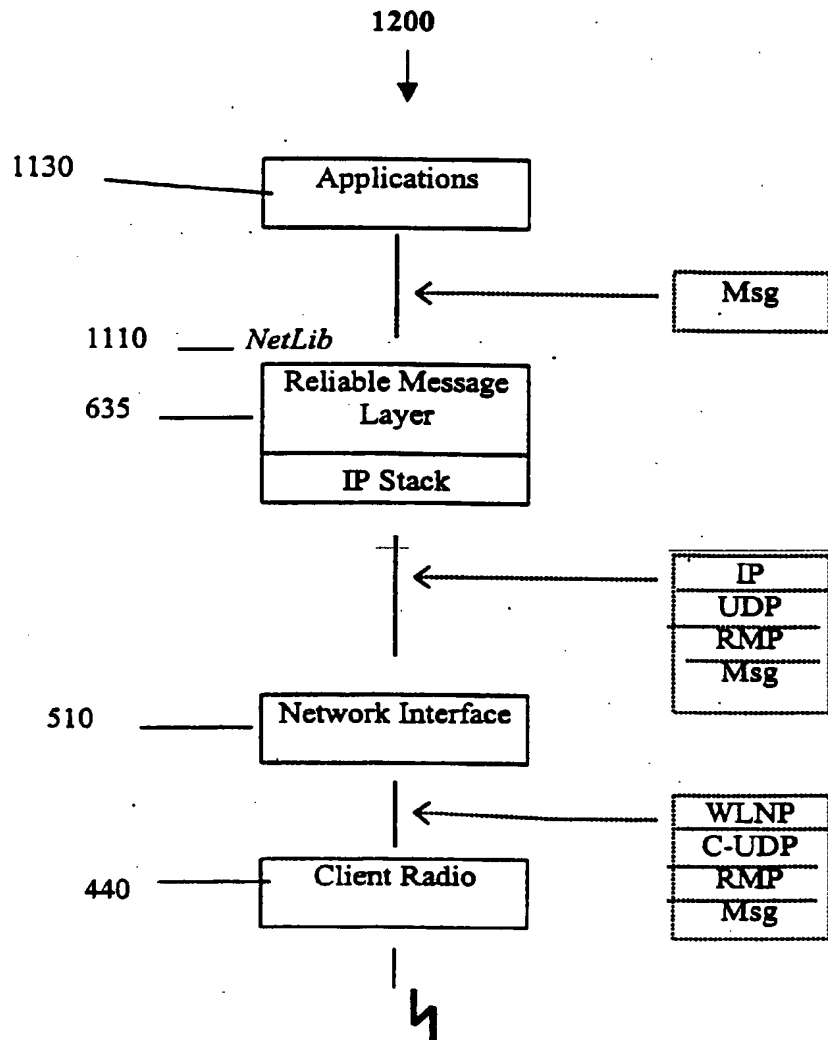 1200
1130
Applications
Msg
1110
NetLib
Reliable Message
Layer
635
IP Stack
IP
UDP
RMP
Msg
510
Network Interface
WLNP
C-UDP
RMP
Msg
440
Client Radio